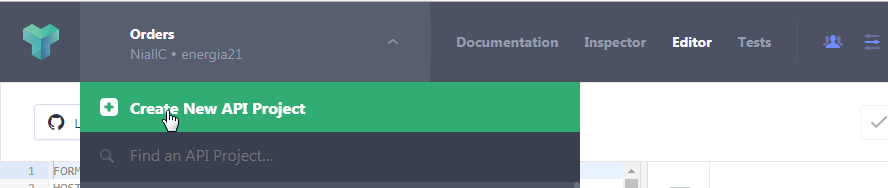 Orders
NiallC • energia21
Documentation
Inspector
Editor
Tests
Create New API Project
L
Find an API Project...
1
FORM
2
HOST